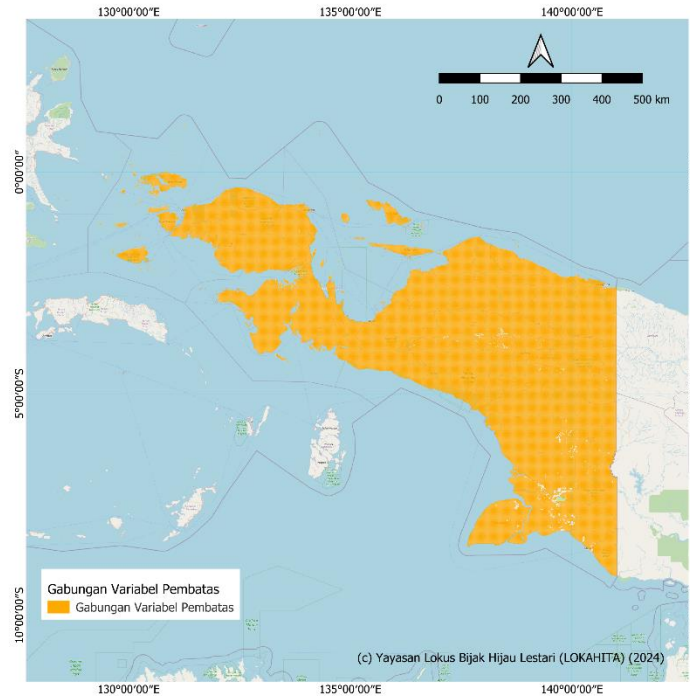 130°00'00"E 135°00'00"E 140°00'00"E
0 100 200 300 400 500 km
0°00'00"
5°00'00"S
10°00'00"S
Gabungan Variabel Pembatas
Gabungan Variabel Pembatas
(c) Yayasan Lokus Bijak Hijau Lestari (LOKAHITA) (2024)
130°00'00"E 135°00'00"E 140°00'00"E